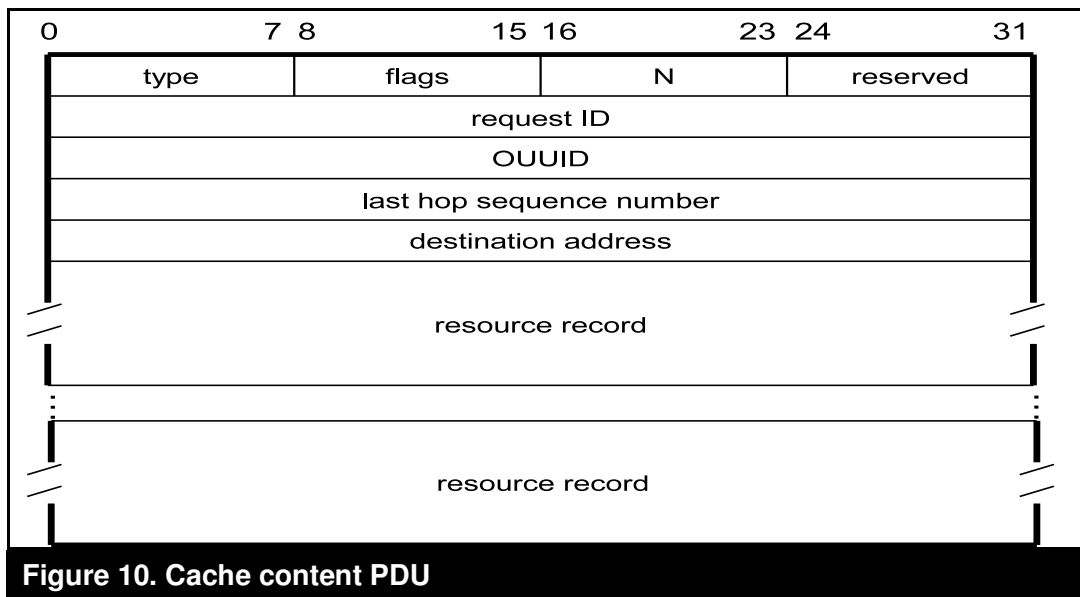 0 7 8 15 16 23 24 31
type flags N reserved
request ID
OUUID
last hop sequence number
destination address
resource record
resource record
Figure 10. Cache content PDU